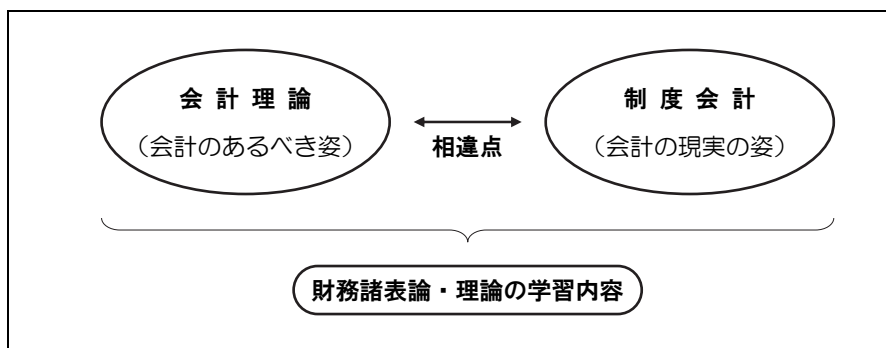 会計理論
(会計のあるべき姿)
相違点
制度会計
(会計の現実の姿)
財務諸表論・理論の学習内容